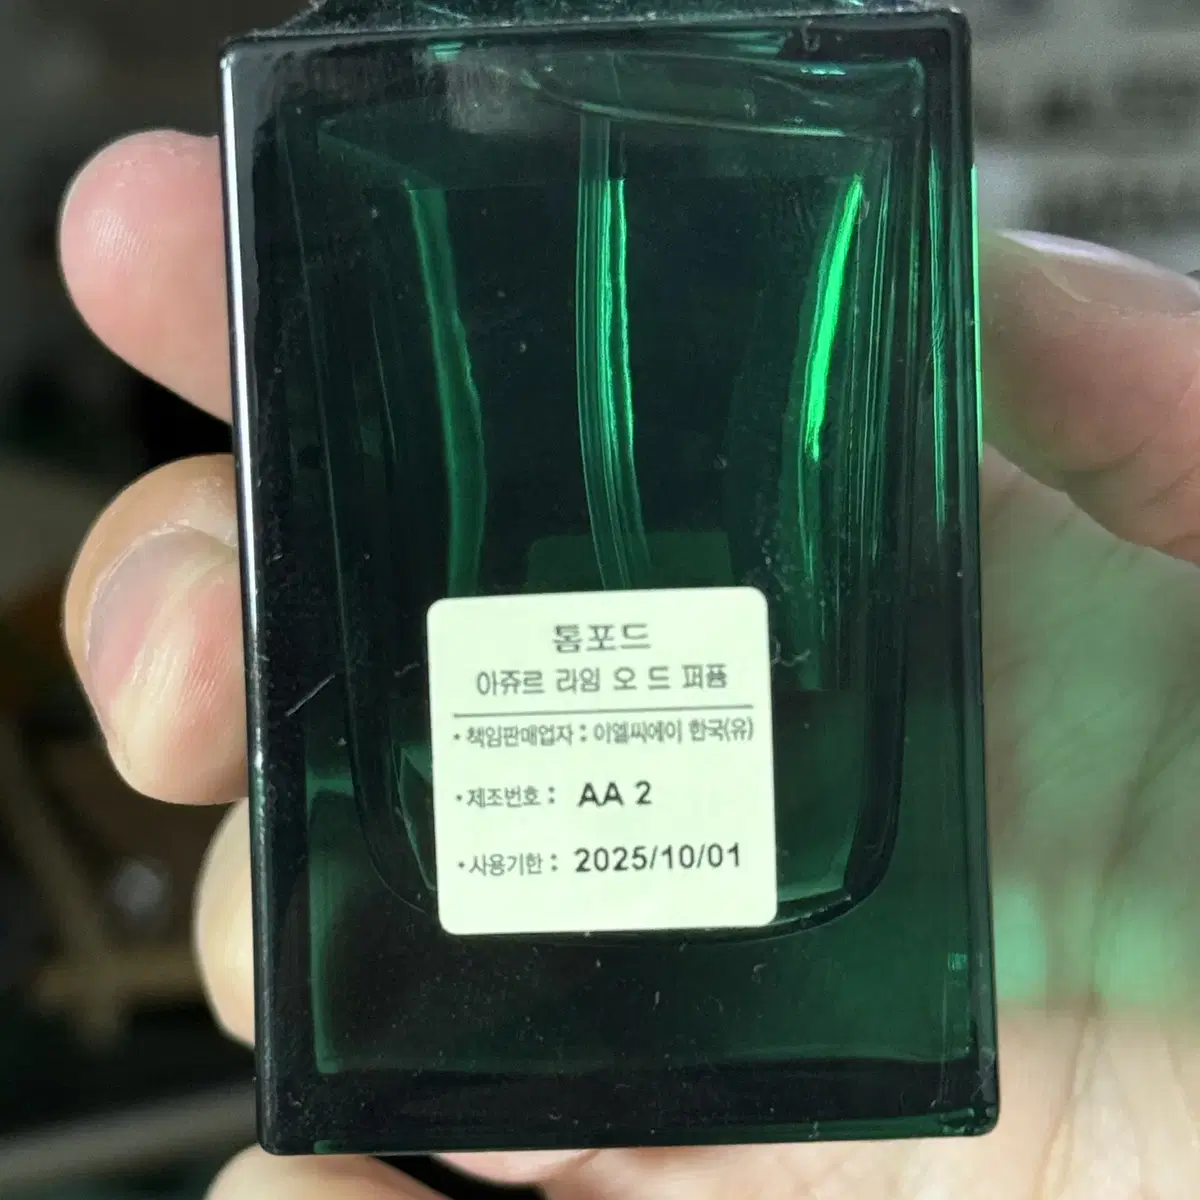 톰포드
아쥬르 라임 오 드 퍼퓸
·책임판매업자 : 이엘씨에이 한국(유)
·제조번호 : AA 2
·사용기한 : 2025/10/01